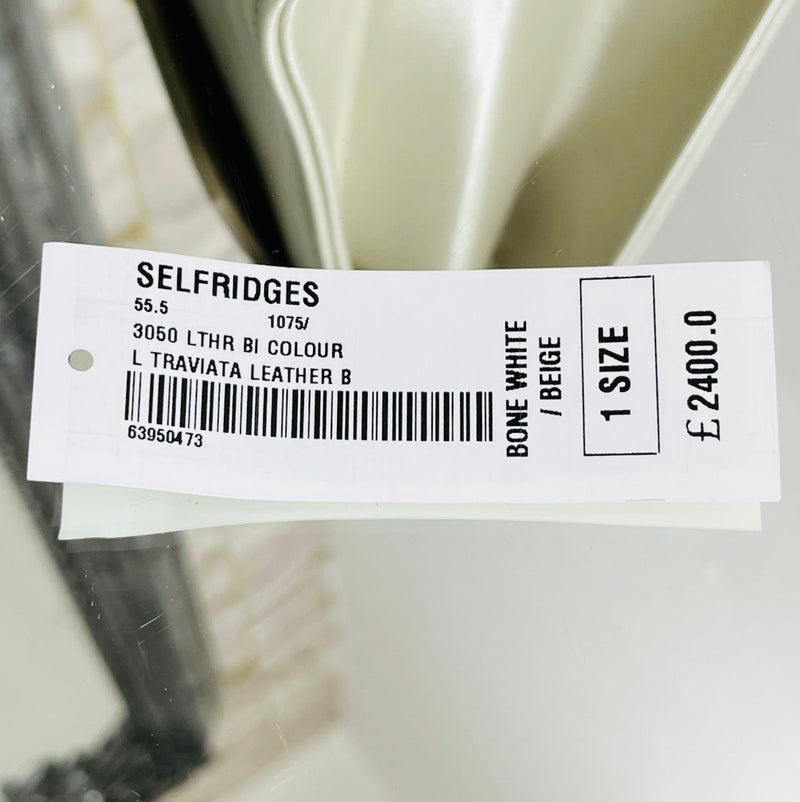 SELFRIDGES
55.5 1075/
3050 LTHR BI COLOUR
L TRAVIATA LEATHER B
63950473
BONE WHITE
/ BEIGE
1 SIZE
£ 2400.0